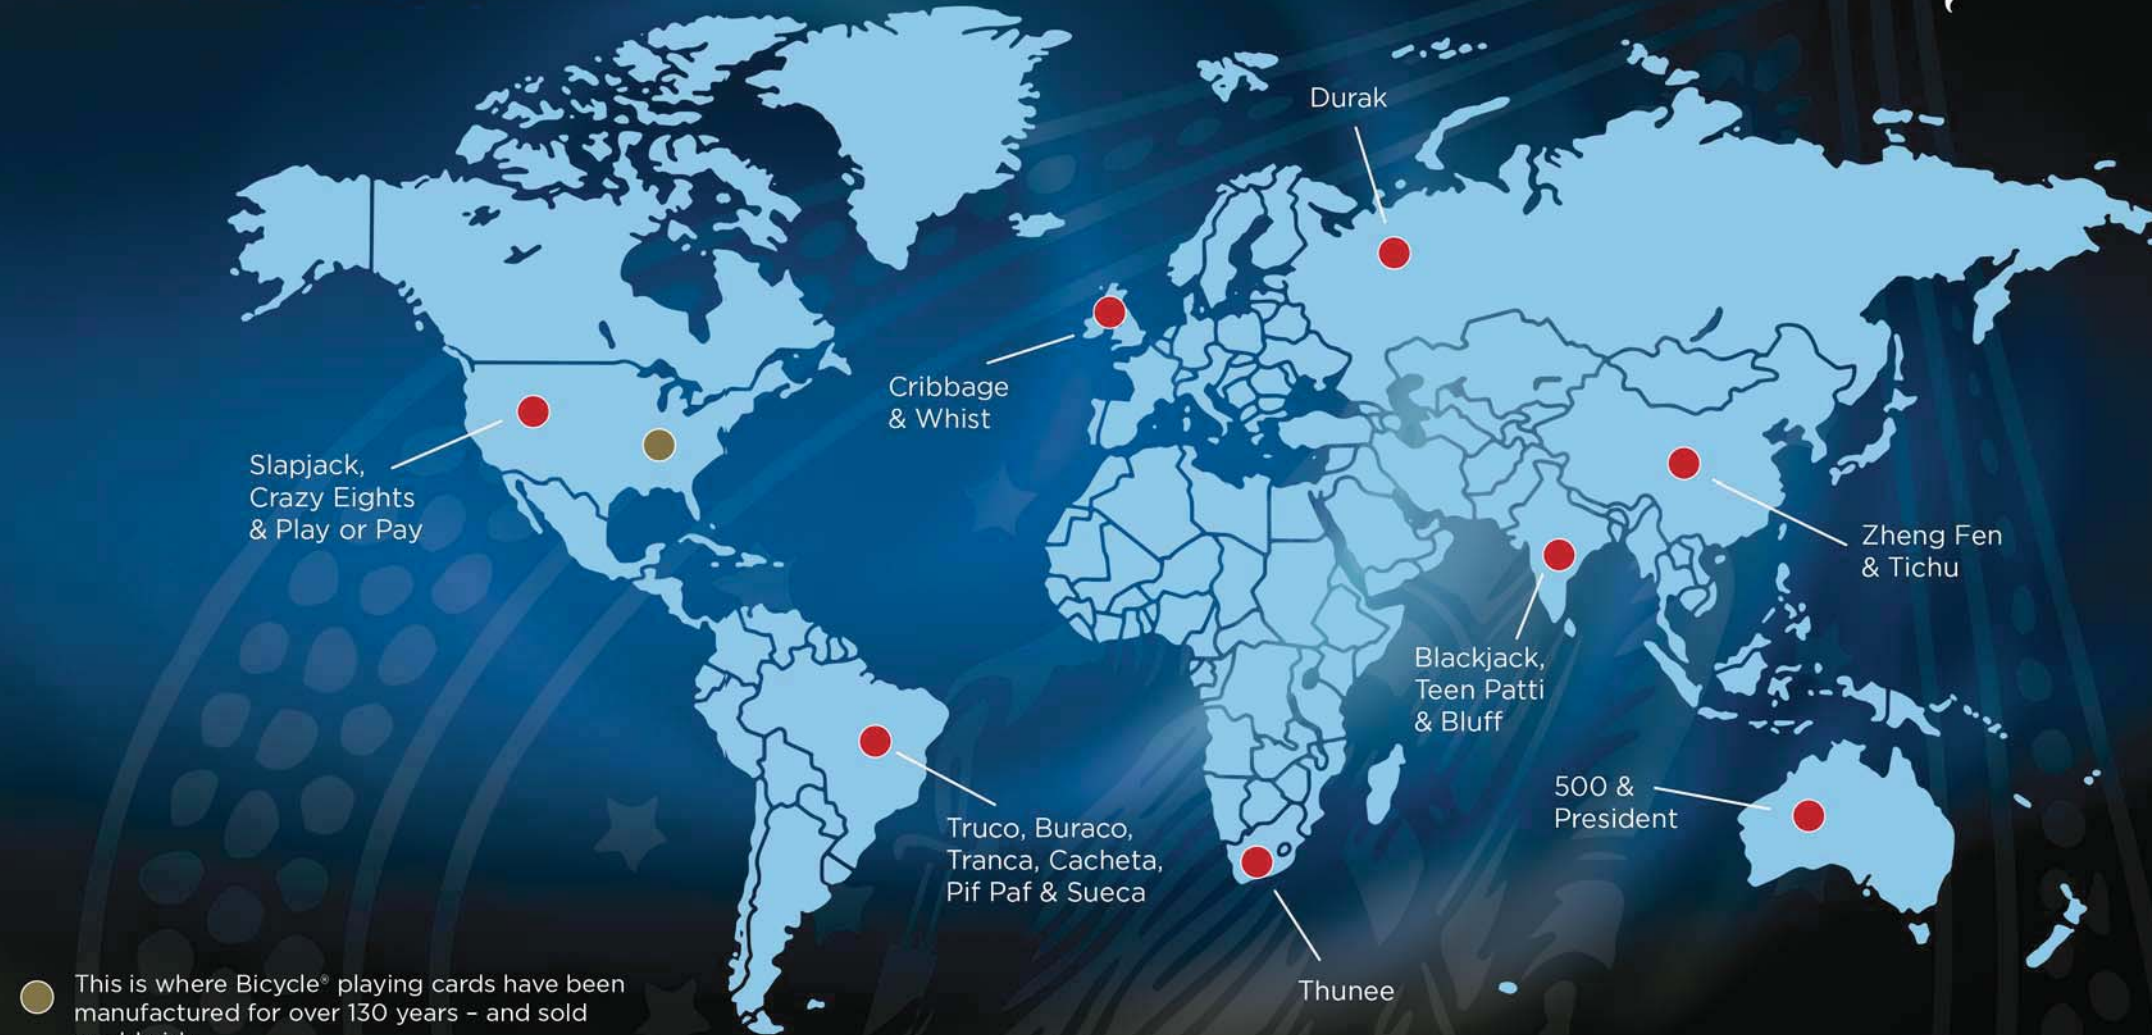 Durak
Cribbage
& Whist
Slapjack,
Crazy Eights
& Play or Pay
Zheng Fen
& Tichu
Blackjack,
Teen Patti
& Bluff
500 &
President
Truco, Buraco,
Tranca, Cacheta,
Pif Paf & Sueca
Thunee
This is where Bicycle® playing cards have been
manufactured for over 130 years – and sold